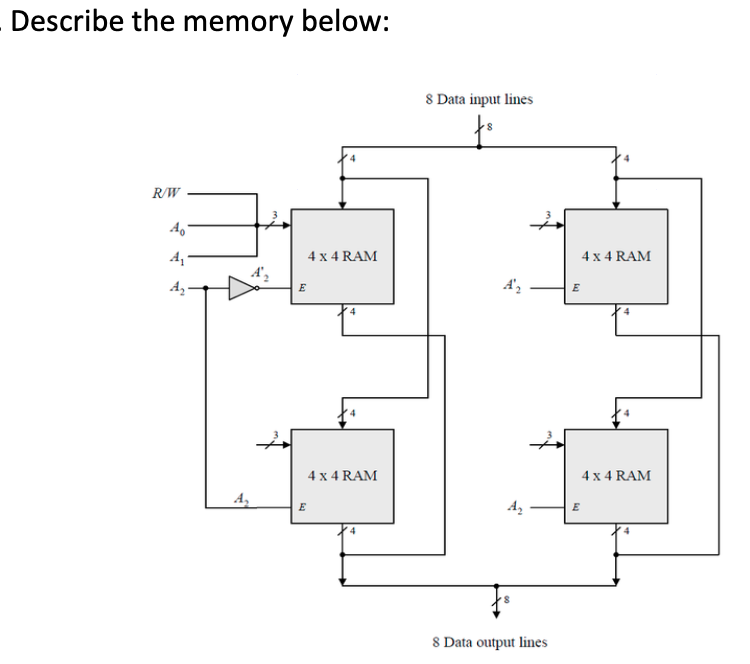 . Describe the memory below:
8 Data input lines
8
4
4
R/W
A₀
3
3
A₁
4 x 4 RAM
4 x 4 RAM
A'₂
A₂
E
A'₂
E
4
4
4
4
3
3
4 x 4 RAM
4 x 4 RAM
A₂
E
A₂
E
4
4
8
8 Data output lines